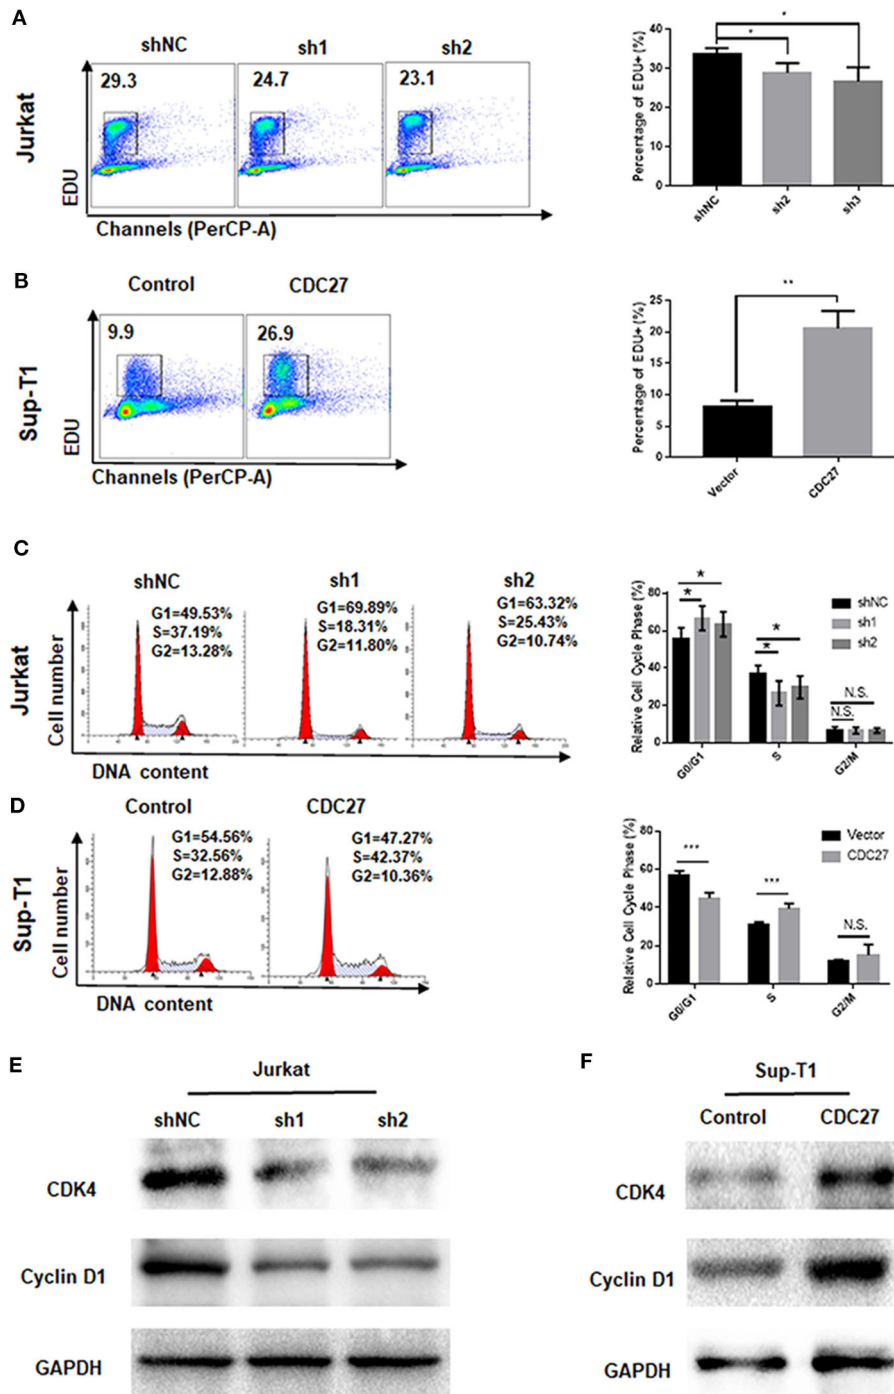 A
shNC sh1 sh2
29.3 24.7 23.1
Jurkat
EDU
Channels (PerCP-A)
Percentage of EDU+ (%)
40
30
20
10
0
* *
shNC sh2 sh3
B
Control CDC27
9.9 26.9
Sup-T1
EDU
Channels (PerCP-A)
Percentage of EDU+ (%)
25
20
15
10
5
0
**
Vector CDC27
C
shNC sh1 sh2
G1=49.53%
S=37.19%
G2=13.28%
G1=69.89%
S=18.31%
G2=11.80%
G1=63.32%
S=25.43%
G2=10.74%
Jurkat
Cell number
DNA content
Relative Cell Cycle Phase (%)
80
60
40
20
0
* * * *
N.S.
N.S.
shNC
sh1
sh2
G0/G1 S G2/M
D
Control CDC27
G1=54.56%
S=32.56%
G2=12.88%
G1=47.27%
S=42.37%
G2=10.36%
Sup-T1
Cell number
DNA content
Relative Cell Cycle Phase (%)
80
60
40
20
0
*** *** N.S.
Vector
CDC27
G0/G1 S G2/M
E
Jurkat
shNC sh1 sh2
CDK4
Cyclin D1
GAPDH
F
Sup-T1
Control CDC27
CDK4
Cyclin D1
GAPDH